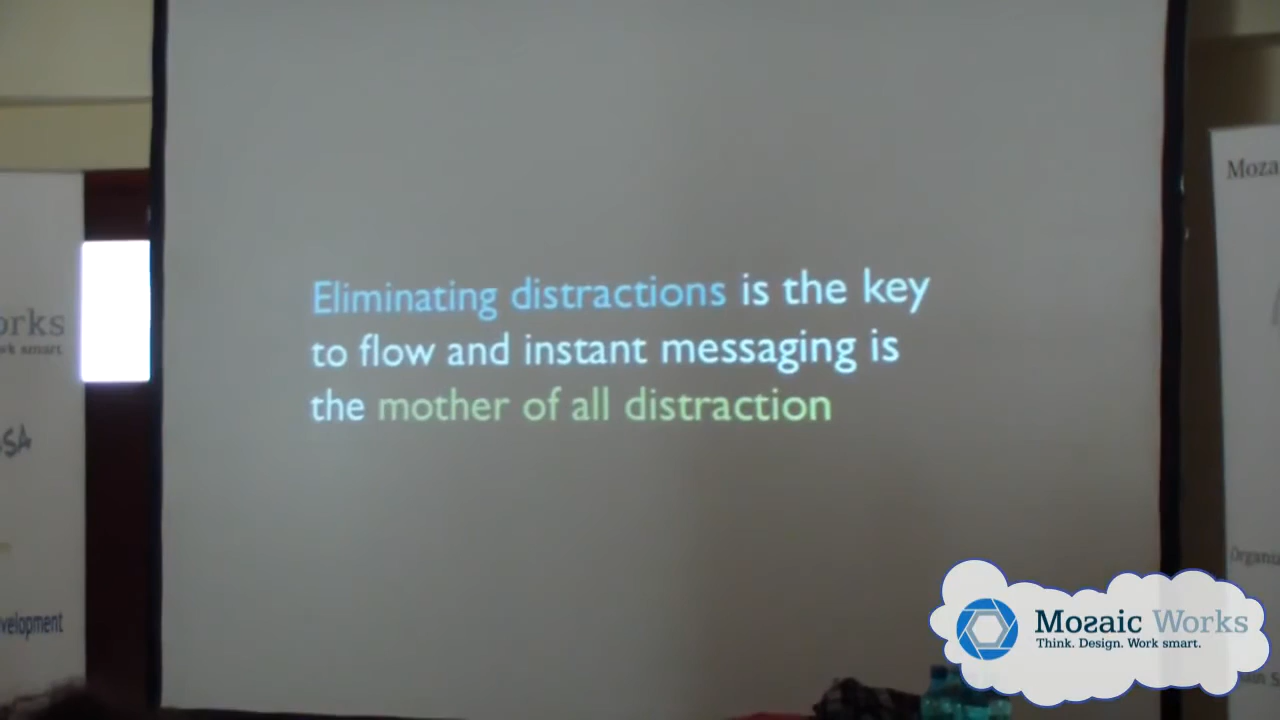 Eliminating distractions is the key
to flow and instant messaging is
the mother of all distraction
Mozaic Works
Think. Design. Work smart.